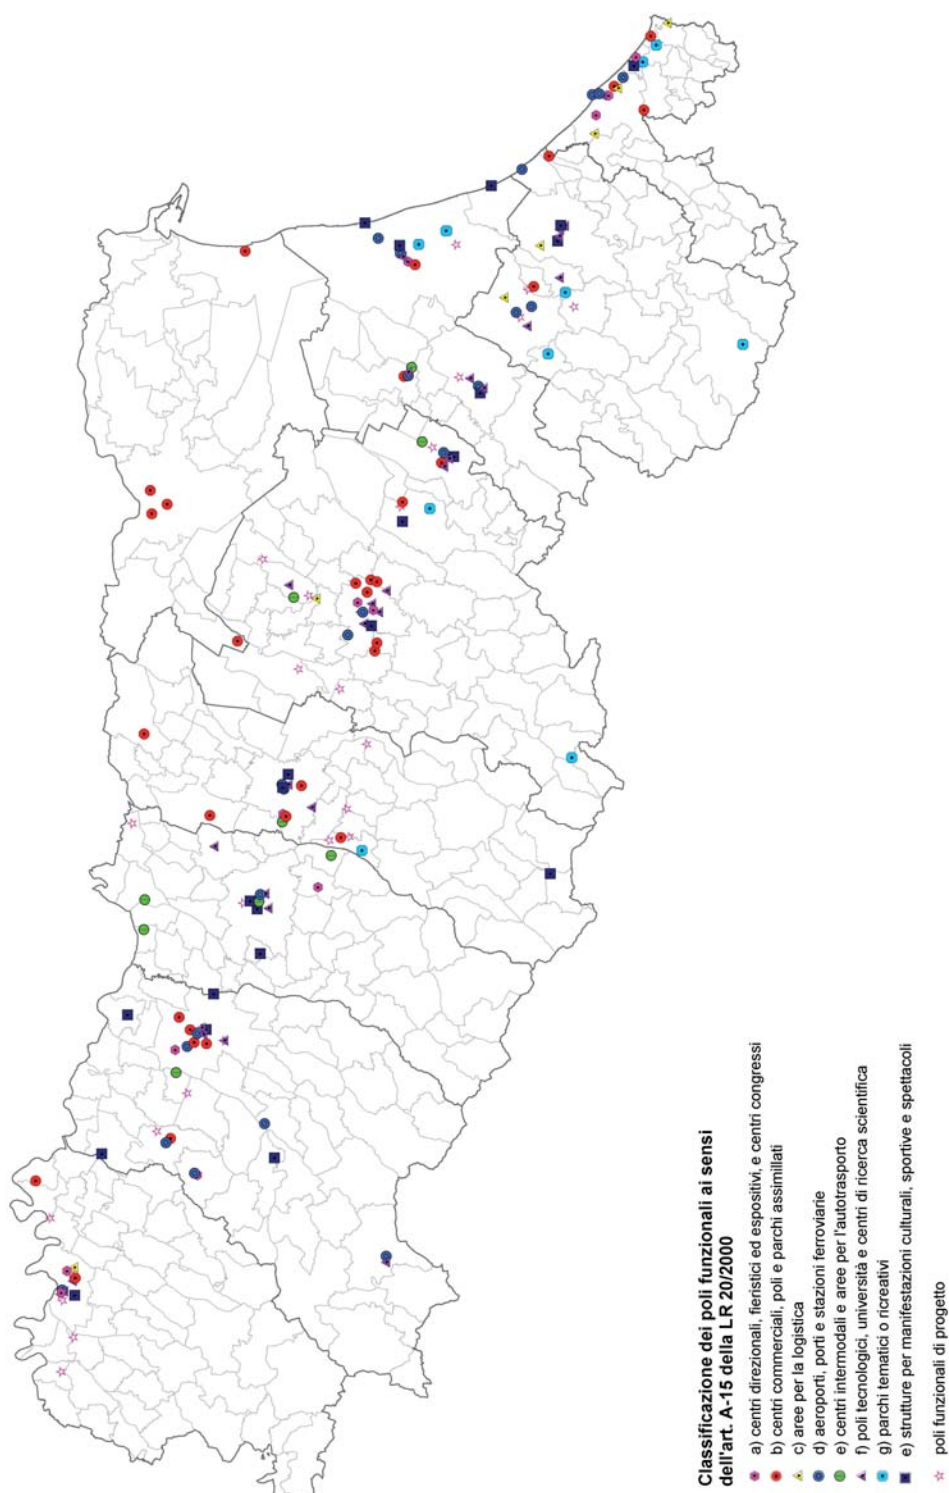 Classificazione dei poli funzionali ai sensi
dell'art. A-15 della LR 20/2000
a) centri direzionali, fieristici ed espositivi, e centri congressi
b) centri commerciali, poli e parchi assimillati
c) aree per la logistica
d) aeroporti, porti e stazioni ferroviarie
e) centri intermodali e aree per l'autotrasporto
f) poli tecnologici, università e centri di ricerca scientifica
g) parchi tematici o ricreativi
e) strutture per manifestazioni culturali, sportive e spettacoli
poli funzionali di progetto